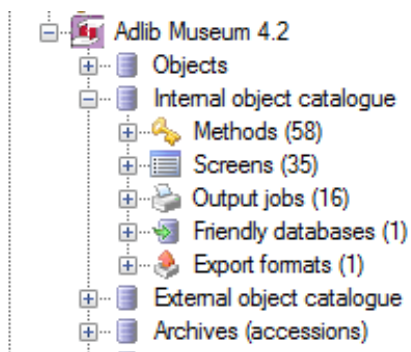 Adlib Museum 4.2
Objects
Internal object catalogue
Methods (58)
Screens (35)
Output jobs (16)
Friendly databases (1)
Export formats (1)
External object catalogue
Archives (accessions)